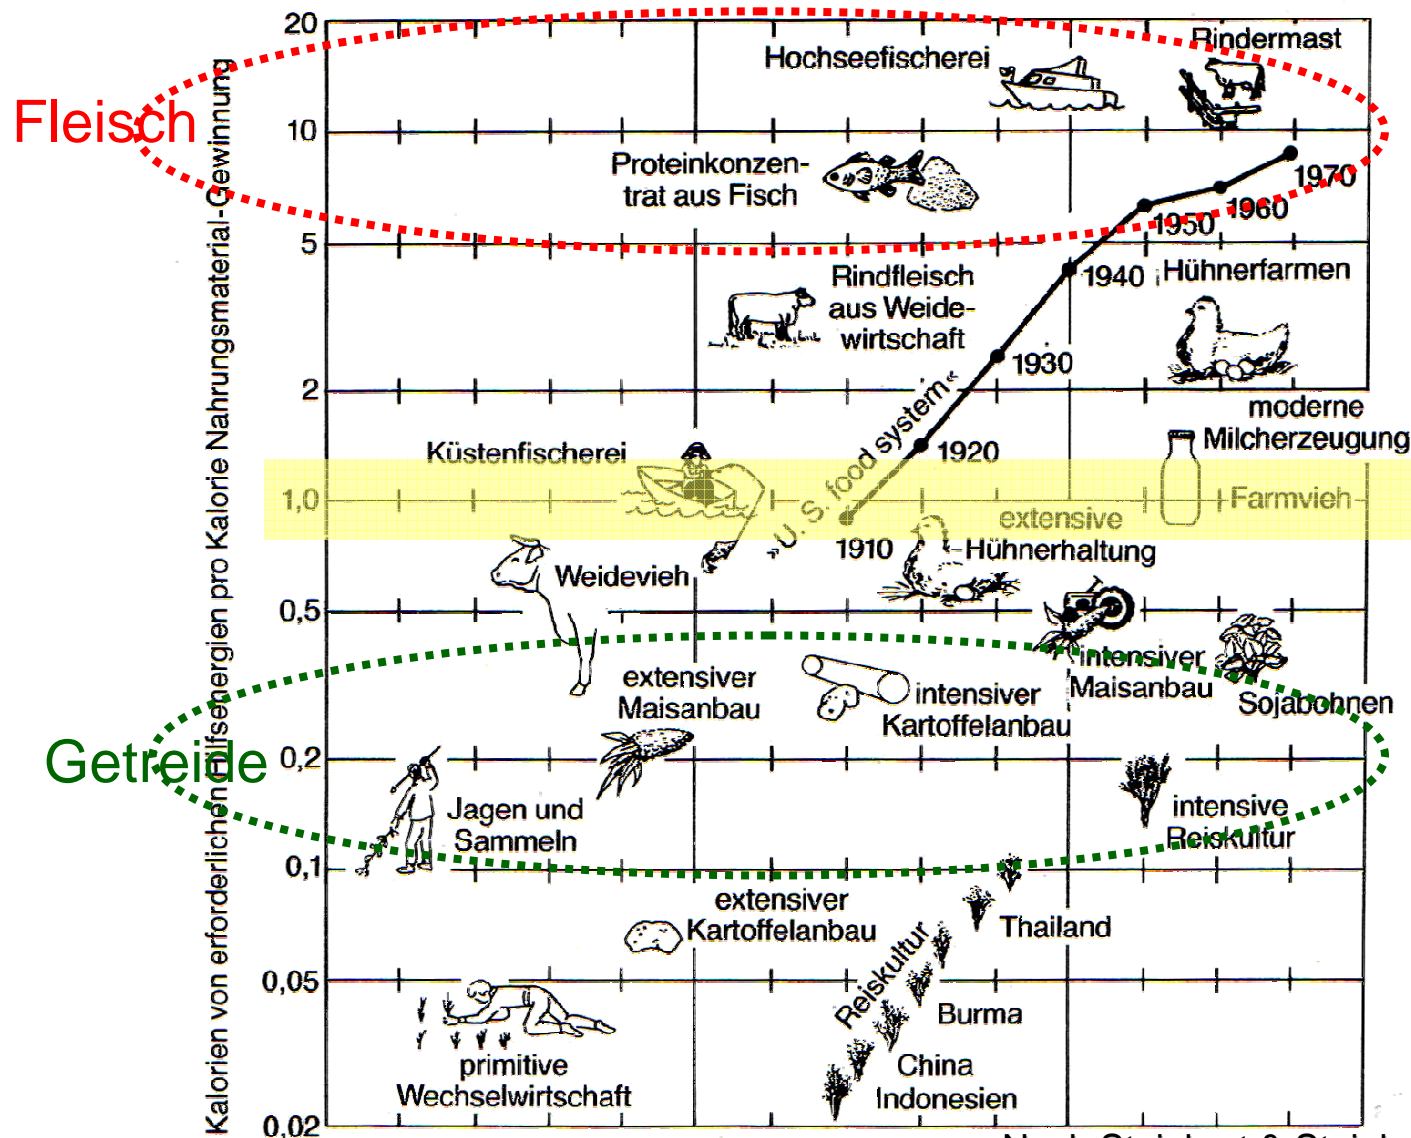 20
Hochseefischerei
Rindermast
Fleisch
10
Proteinkonzen-
trat aus Fisch
1970
1960
1950
5
Rindfleisch
aus Weide-
wirtschaft
1940
Hühnerfarmen
1930
2
moderne
Milcherzeugung
Küstenfischerei
1920
»U. S. food system«
1,0
Farmvieh
1910
extensive
Hühnerhaltung
Weidevieh
0,5
extensiver
Maisanbau
intensiver
Kartoffelanbau
intensiver
Maisanbau
Sojabohnen
Getreide
0,2
Jagen und
Sammeln
intensive
Reiskultur
0,1
extensiver
Kartoffelanbau
Thailand
Reiskultur
0,05
Burma
primitive
Wechselwirtschaft
China
Indonesien
0,02
Kalorien von erforderlichen Hilfsenergien pro Kalorie Nahrungsmaterial-Gewinnung